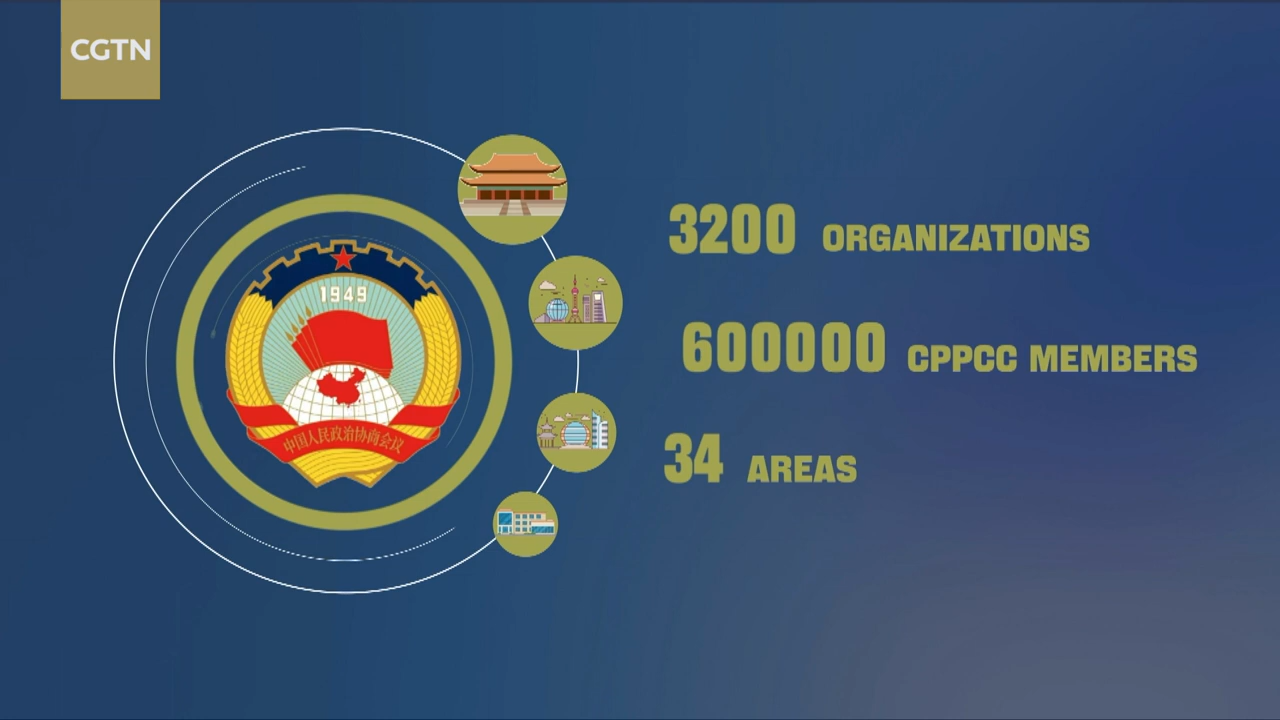 CGTN
1949
中国人民政治协商会议
3200 ORGANIZATIONS
600000 CPPCC MEMBERS
34 AREAS